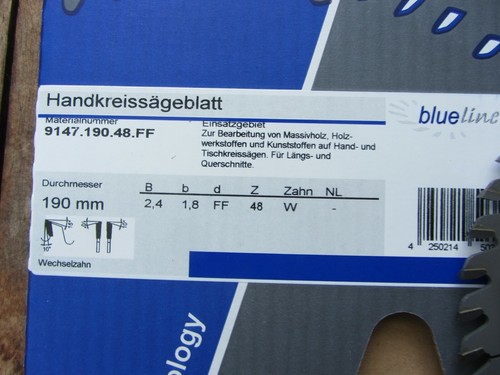 Handkreissägeblatt
blueline
Materialnummer
9147.190.48.FF
Einsatzgebiet
Zur Bearbeitung von Massivholz, Holz-
werkstoffen und Kunststoffen auf Hand- und
Tischkreissägen. Für Längs- und
Querschnitte.
Durchmesser
190 mm
B b d Z Zahn NL
2,4 1,8 FF 48 W -
10°
Wechselzahn
4 250214
ology